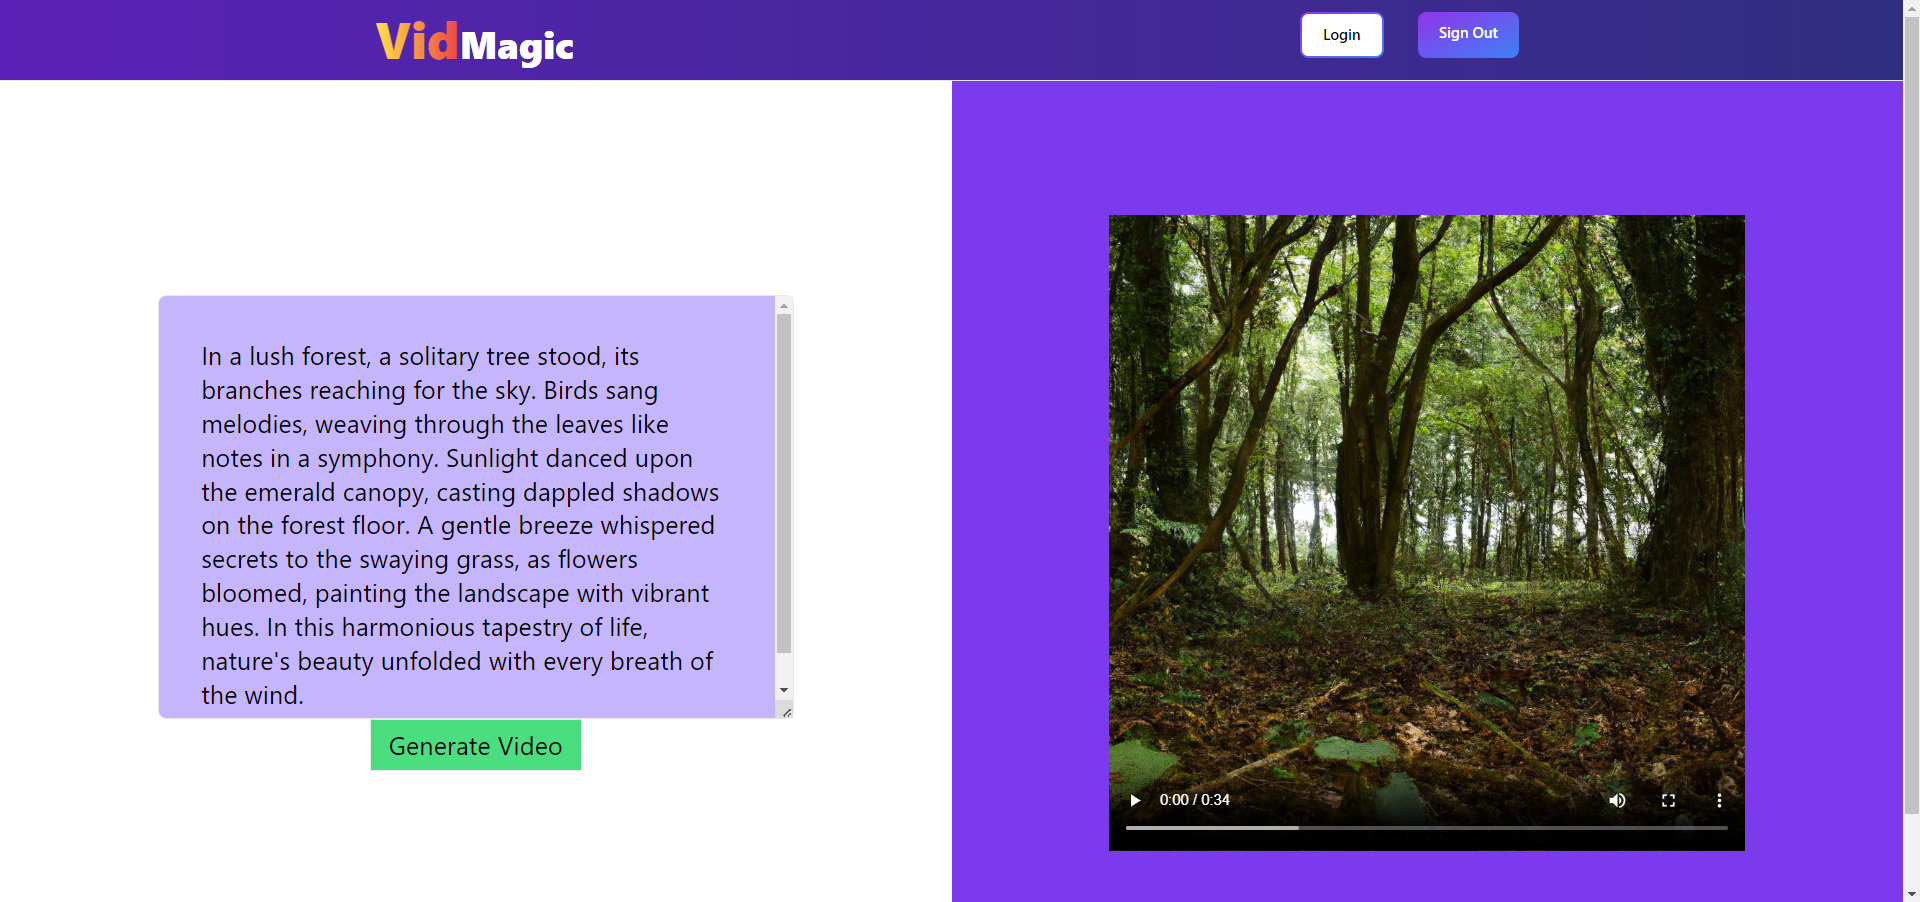 VidMagic
Login
Sign Out
In a lush forest, a solitary tree stood, its
branches reaching for the sky. Birds sang
melodies, weaving through the leaves like
notes in a symphony. Sunlight danced upon
the emerald canopy, casting dappled shadows
on the forest floor. A gentle breeze whispered
secrets to the swaying grass, as flowers
bloomed, painting the landscape with vibrant
hues. In this harmonious tapestry of life,
nature's beauty unfolded with every breath of
the wind.
Generate Video
0:00 / 0:34